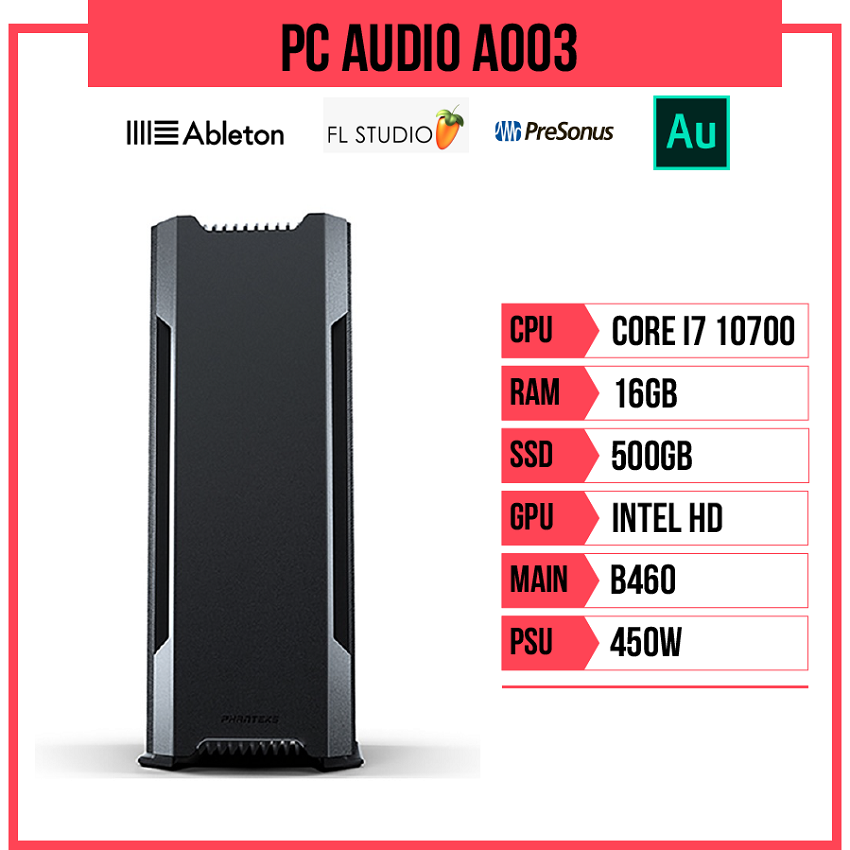 PC AUDIO A003
Ableton
FL STUDIO
PreSonus
Au
CPU CORE I7 10700
RAM 16GB
SSD 500GB
GPU INTEL HD
MAIN B460
PSU 450W
PHANTEKS